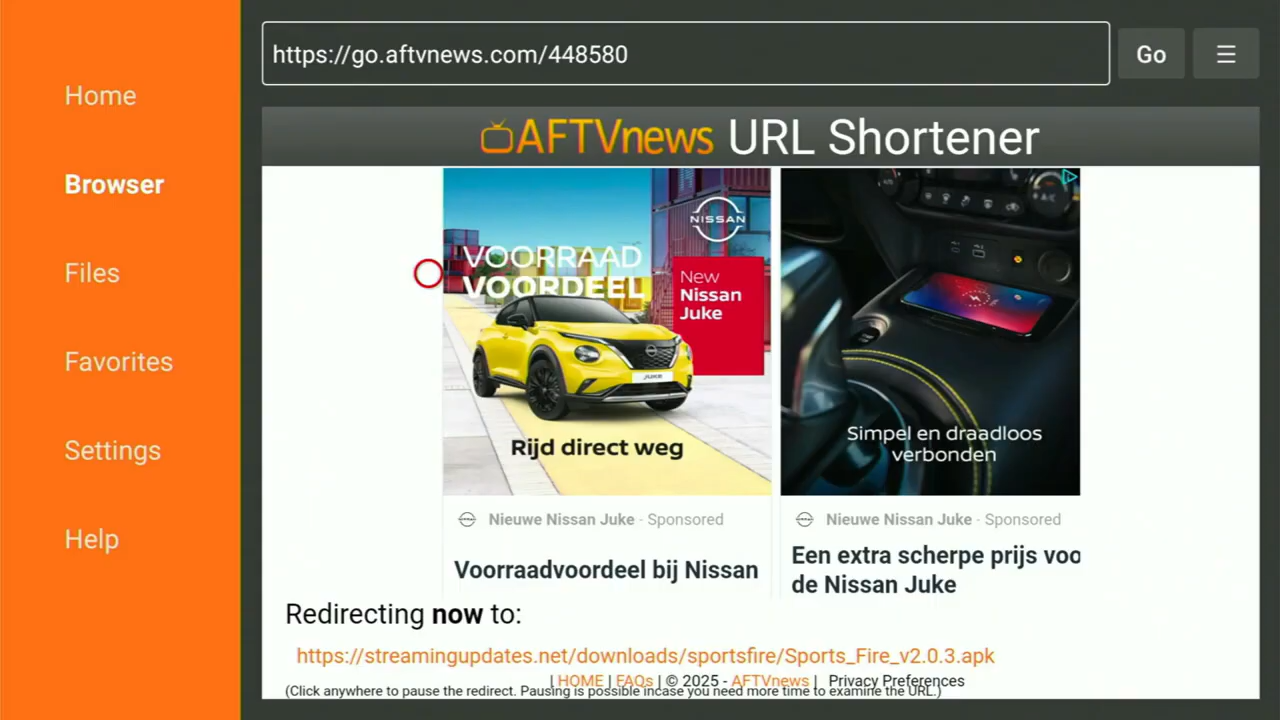 https://go.aftvnews.com/448580
Go
Home
Browser
Files
Favorites
Settings
Help
AFTVnews URL Shortener
VOORRAAD
VOORDEEL
NISSAN
New
Nissan
Juke
JUKE
Rijd direct weg
Simpel en draadloos
verbonden
Nieuwe Nissan Juke · Sponsored
Voorraadvoordeel bij Nissan
Nieuwe Nissan Juke · Sponsored
Een extra scherpe prijs voo
de Nissan Juke
Redirecting now to:
https://streamingupdates.net/downloads/sportsfire/Sports_Fire_v2.0.3.apk
| HOME | FAQs | © 2025 - AFTVnews | Privacy Preferences
(Click anywhere to pause the redirect. Pausing is possible incase you need more time to examine the URL.)